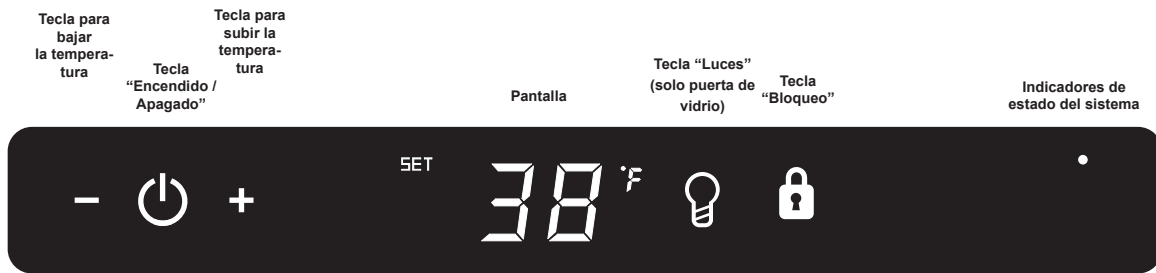 Tecla para
bajar
la tempera-
tura
Tecla
“Encendido /
Apagado”
Tecla para
subir la
tempera-
tura
Pantalla
Tecla “Luces”
(solo puerta de
vidrio)
Tecla
“Bloqueo”
Indicadores de
estado del sistema
SET
38 °F